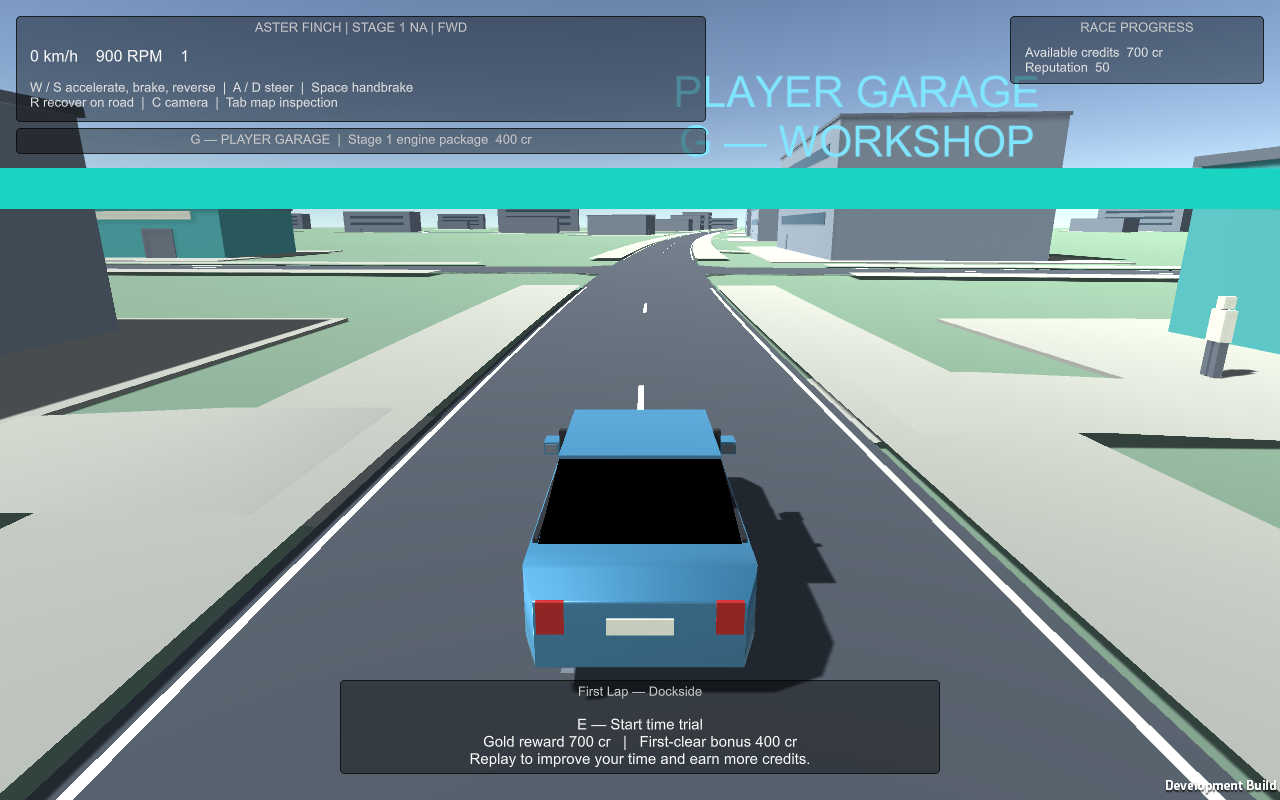 ASTER FINCH | STAGE 1 NA | FWD
0 km/h 900 RPM 1
W / S accelerate, brake, reverse | A / D steer | Space handbrake
R recover on road | C camera | Tab map inspection
G — PLAYER GARAGE | Stage 1 engine package 400 cr
RACE PROGRESS
Available credits 700 cr
Reputation 50
PLAYER GARAGE
G — WORKSHOP
First Lap — Dockside
E — Start time trial
Gold reward 700 cr | First-clear bonus 400 cr
Replay to improve your time and earn more credits.
Development Build